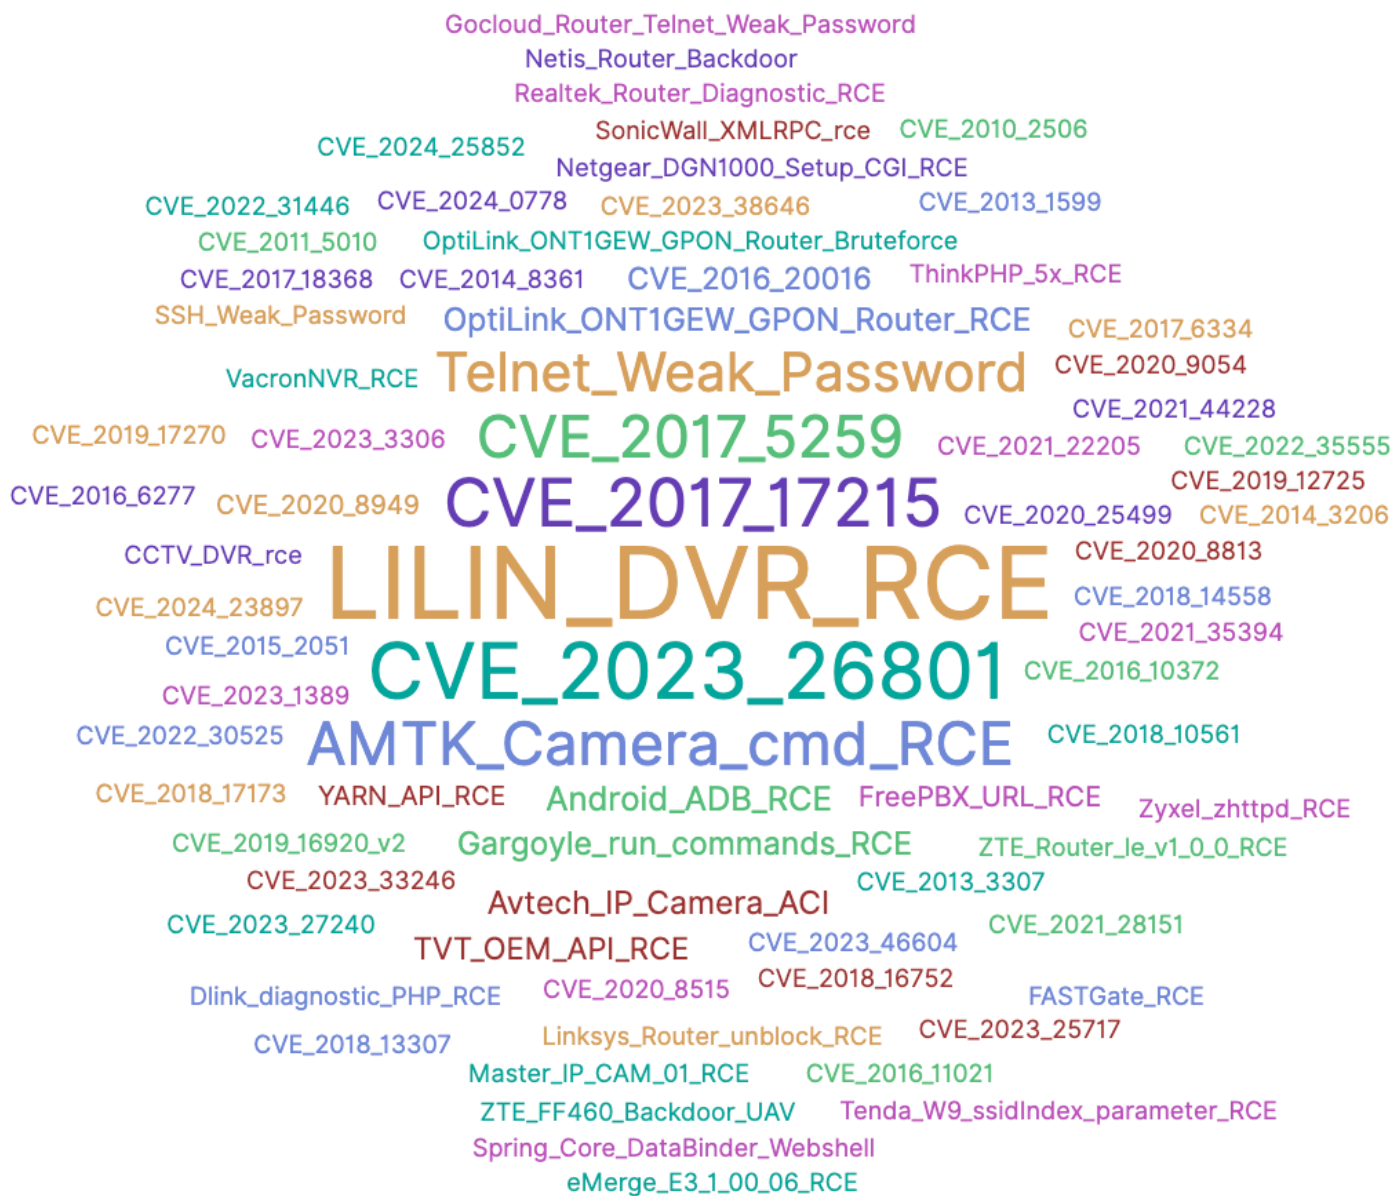 Gocloud_Router_Telnet_Weak_Password
Netis_Router_Backdoor
Realtek_Router_Diagnostic_RCE
SonicWall_XMLRPC_rce CVE_2010_2506
CVE_2024_25852
Netgear_DGN1000_Setup_CGI_RCE
CVE_2022_31446 CVE_2024_0778 CVE_2023_38646 CVE_2013_1599
CVE_2011_5010 OptiLink_ONT1GEW_GPON_Router_Bruteforce
CVE_2017_18368 CVE_2014_8361 CVE_2016_20016 ThinkPHP_5x_RCE
SSH_Weak_Password OptiLink_ONT1GEW_GPON_Router_RCE CVE_2017_6334
VacronNVR_RCE Telnet_Weak_Password CVE_2020_9054
CVE_2021_44228
CVE_2019_17270 CVE_2023_3306 CVE_2017_5259 CVE_2021_22205 CVE_2022_35555
CVE_2019_12725
CVE_2016_6277 CVE_2020_8949 CVE_2017_17215 CVE_2020_25499 CVE_2014_3206
CCTV_DVR_rce CVE_2020_8813
LILIN_DVR_RCE
CVE_2024_23897 CVE_2018_14558
CVE_2015_2051 CVE_2021_35394
CVE_2023_26801 CVE_2016_10372
CVE_2023_1389
CVE_2022_30525 AMTK_Camera_cmd_RCE CVE_2018_10561
CVE_2018_17173 YARN_API_RCE Android_ADB_RCE FreePBX_URL_RCE Zyxel_zhttpd_RCE
CVE_2019_16920_v2 Gargoyle_run_commands_RCE ZTE_Router_le_v1_0_0_RCE
CVE_2023_33246 CVE_2013_3307
Avtech_IP_Camera_ACI
CVE_2023_27240 CVE_2021_28151
TVT_OEM_API_RCE CVE_2023_46604
CVE_2018_16752
Dlink_diagnostic_PHP_RCE CVE_2020_8515 FASTGate_RCE
CVE_2018_13307 Linksys_Router_unblock_RCE CVE_2023_25717
Master_IP_CAM_01_RCE CVE_2016_11021
ZTE_FF460_Backdoor_UAV Tenda_W9_ssidIndex_parameter_RCE
Spring_Core_DataBinder_Webshell
eMerge_E3_1_00_06_RCE